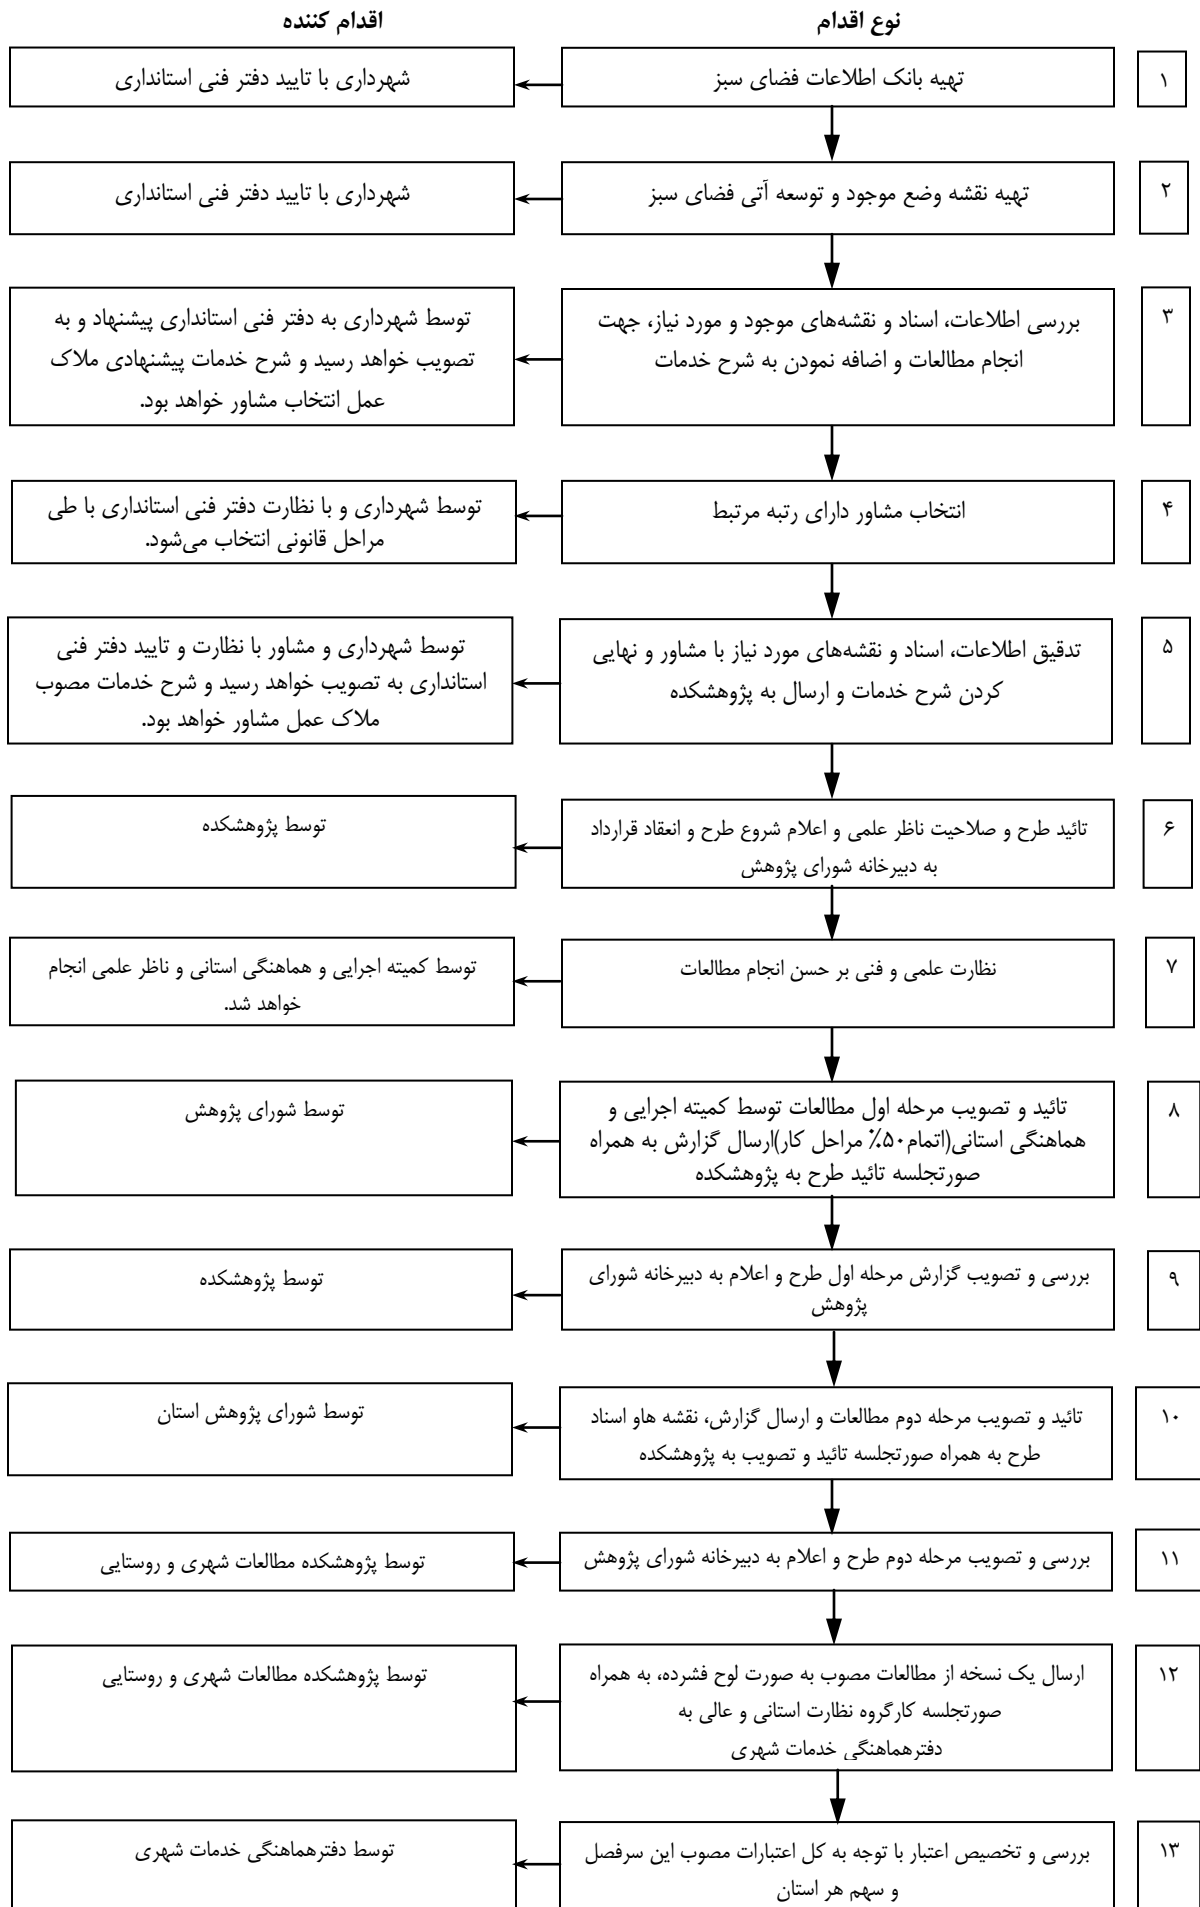 نوع اقدام
اقدام کننده
۱
تهیه بانک اطلاعات فضای سبز
شهرداری با تایید دفتر فنی استانداری
۲
تهیه نقشه وضع موجود و توسعه آتی فضای سبز
شهرداری با تایید دفتر فنی استانداری
۳
بررسی اطلاعات، اسناد و نقشه‌های موجود و مورد نیاز، جهت
انجام مطالعات و اضافه نمودن به شرح خدمات
توسط شهرداری به دفتر فنی استانداری پیشنهاد و به
تصویب خواهد رسید و شرح خدمات پیشنهادی ملاک
عمل انتخاب مشاور خواهد بود.
۴
انتخاب مشاور دارای رتبه مرتبط
توسط شهرداری و با نظارت دفتر فنی استانداری با طی
مراحل قانونی انتخاب می‌شود.
۵
تدقیق اطلاعات، اسناد و نقشه‌های مورد نیاز با مشاور و نهایی
کردن شرح خدمات و ارسال به پژوهشکده
توسط شهرداری و مشاور با نظارت و تایید دفتر فنی
استانداری به تصویب خواهد رسید و شرح خدمات مصوب
ملاک عمل مشاور خواهد بود.
۶
تائید طرح و صلاحیت ناظر علمی و اعلام شروع طرح و انعقاد قرارداد
به دبیرخانه شورای پژوهش
توسط پژوهشکده
۷
نظارت علمی و فنی بر حسن انجام مطالعات
توسط کمیته اجرایی و هماهنگی استانی و ناظر علمی انجام
خواهد شد.
۸
تائید و تصویب مرحله اول مطالعات توسط کمیته اجرایی و
هماهنگی استانی(اتمام۵۰٪ مراحل کار)ارسال گزارش به همراه
صورتجلسه تائید طرح به پژوهشکده
توسط شورای پژوهش
۹
بررسی و تصویب گزارش مرحله اول طرح و اعلام به دبیرخانه شورای
پژوهش
توسط پژوهشکده
۱۰
تائید و تصویب مرحله دوم مطالعات و ارسال گزارش، نقشه هاو اسناد
طرح به همراه صورتجلسه تائید و تصویب به پژوهشکده
توسط شورای پژوهش استان
۱۱
بررسی و تصویب مرحله دوم طرح و اعلام به دبیرخانه شورای پژوهش
توسط پژوهشکده مطالعات شهری و روستایی
۱۲
ارسال یک نسخه از مطالعات مصوب به صورت لوح فشرده، به همراه
صورتجلسه کارگروه نظارت استانی و عالی به
دفترهماهنگی خدمات شهری
توسط پژوهشکده مطالعات شهری و روستایی
۱۳
بررسی و تخصیص اعتبار با توجه به کل اعتبارات مصوب این سرفصل
و سهم هر استان
توسط دفترهماهنگی خدمات شهری